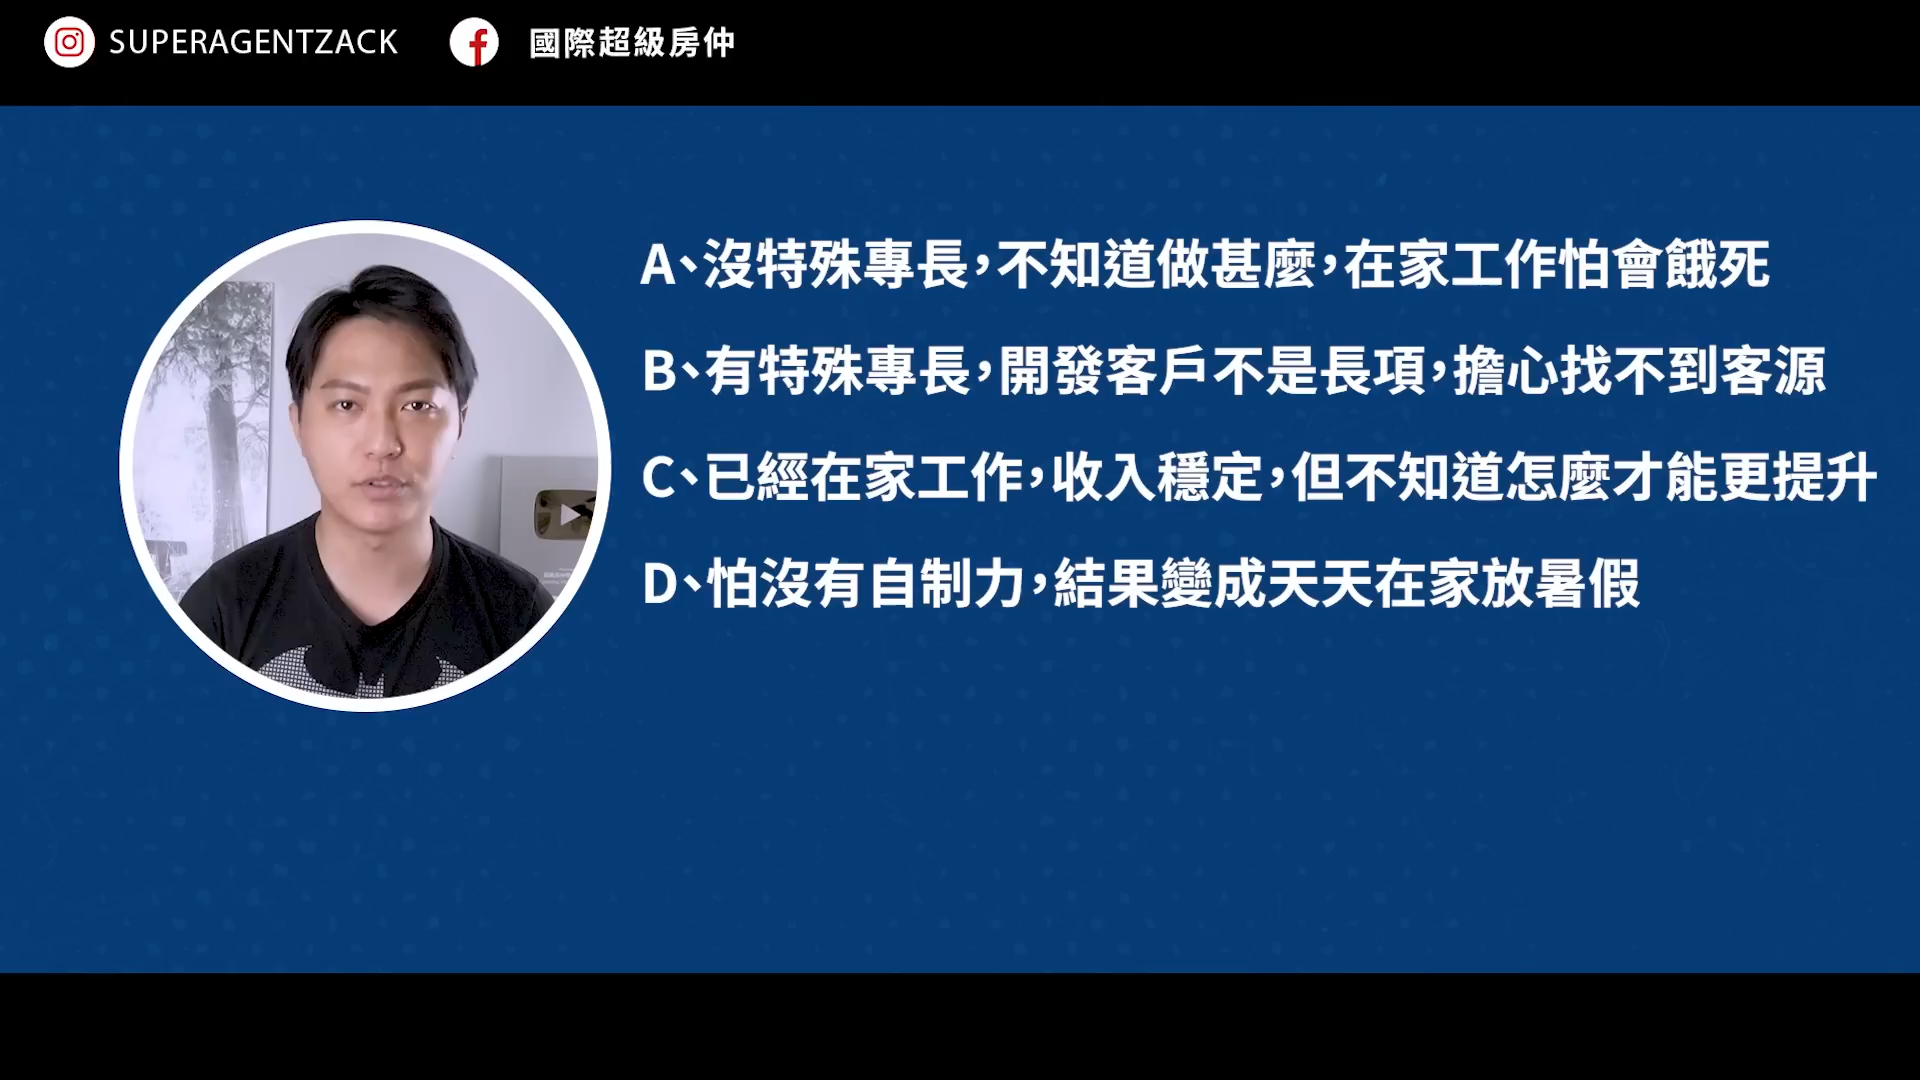 SUPERAGENTZACK
國際超級房仲
A、沒特殊專長，不知道做甚麼，在家工作怕會餓死
B、有特殊專長，開發客戶不是長項，擔心找不到客源
C、已經在家工作，收入穩定，但不知道怎麼才能更提升
D、怕沒有自制力，結果變成天天在家放暑假